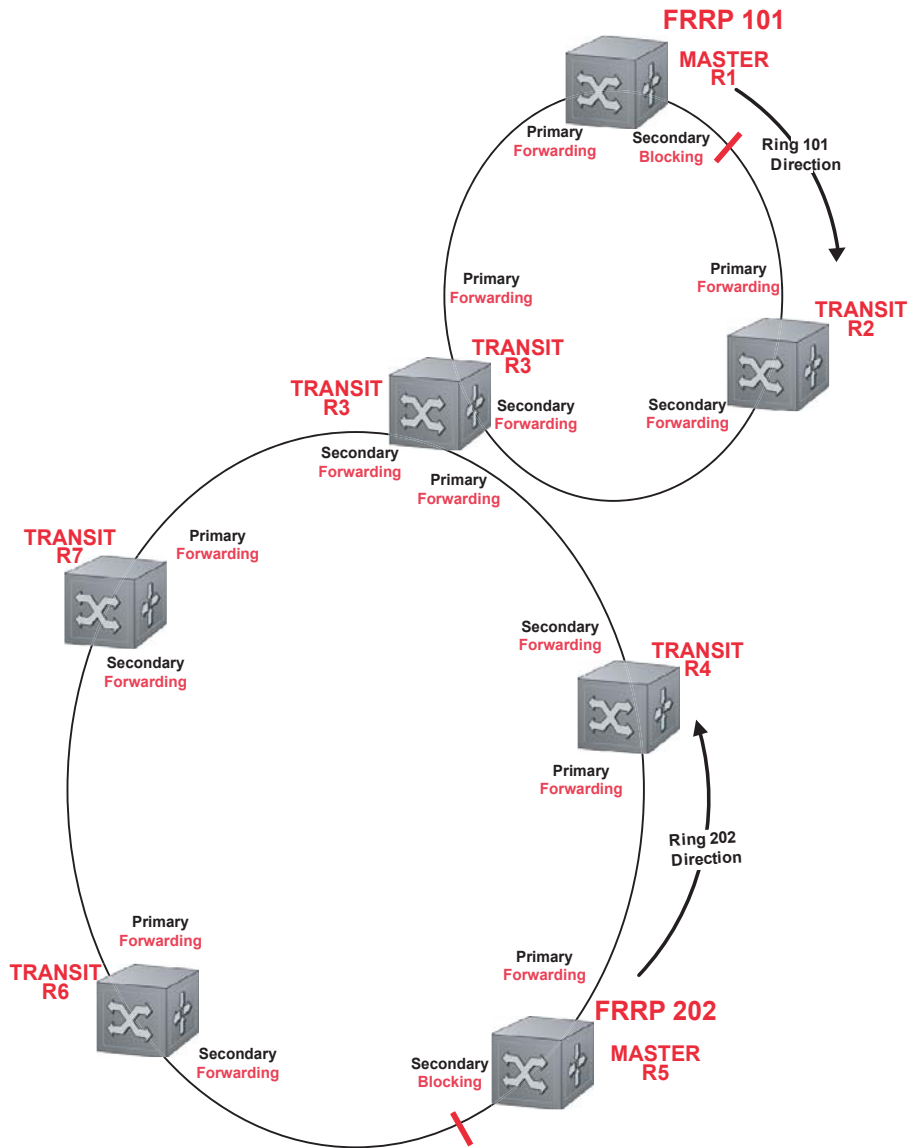 FRRP 101
MASTER
R1
Primary
Forwarding
Secondary
Blocking
Ring 101
Direction
Primary
Forwarding
Primary
Forwarding
TRANSIT
R2
TRANSIT
R3
TRANSIT
R3
Secondary
Forwarding
Secondary
Forwarding
Secondary
Forwarding
Primary
Forwarding
TRANSIT
R7
Primary
Forwarding
Secondary
Forwarding
Secondary
Forwarding
TRANSIT
R4
Primary
Forwarding
Ring 202
Direction
Primary
Forwarding
TRANSIT
R6
Primary
Forwarding
FRRP 202
MASTER
R5
Secondary
Forwarding
Secondary
Blocking